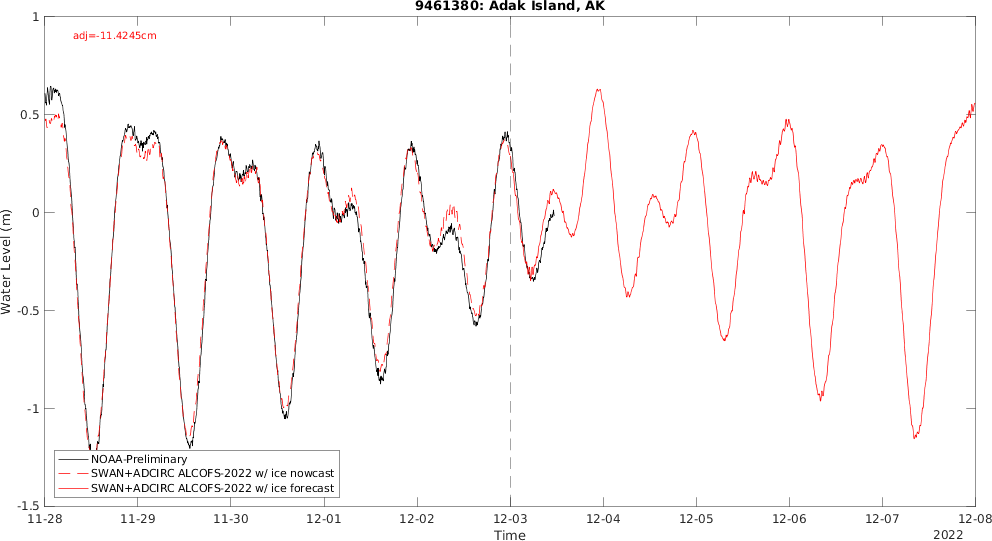 9461380: Adak Island, AK
adj=-11.4245cm
1
0.5
0
-0.5
-1
-1.5
Water Level (m)
NOAA-Preliminary
SWAN+ADCIRC ALCOFS-2022 w/ ice nowcast
SWAN+ADCIRC ALCOFS-2022 w/ ice forecast
11-28 11-29 11-30 12-01 12-02 12-03 12-04 12-05 12-06 12-07 12-08
Time
2022